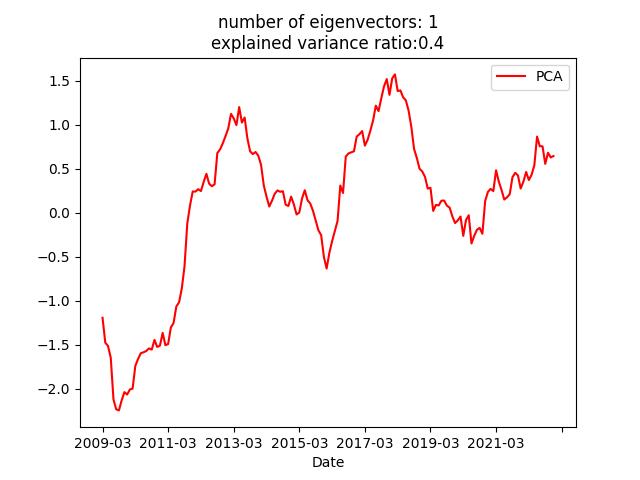 number of eigenvectors: 1
explained variance ratio:0.4
PCA
1.5
1.0
0.5
0.0
−0.5
−1.0
−1.5
−2.0
2009-03 2011-03 2013-03 2015-03 2017-03 2019-03 2021-03
Date